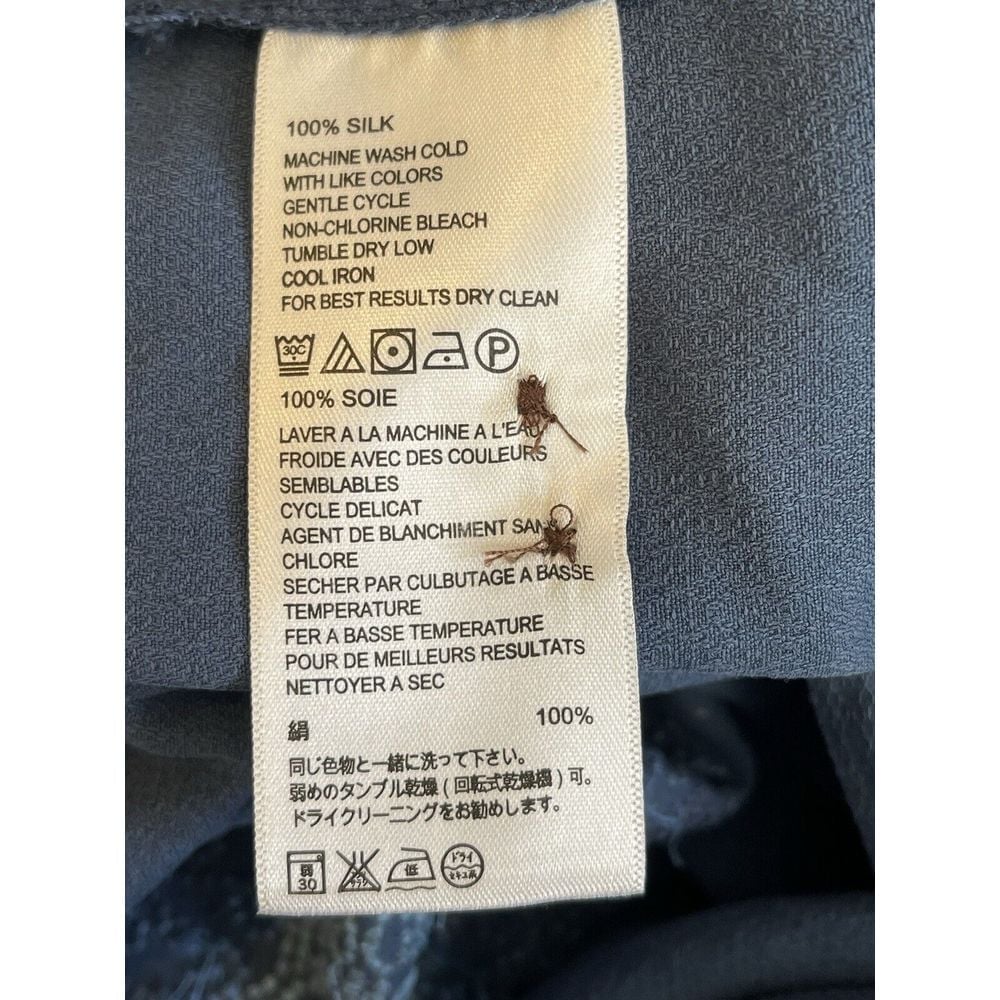 100% SILK
MACHINE WASH COLD
WITH LIKE COLORS
GENTLE CYCLE
NON-CHLORINE BLEACH
TUMBLE DRY LOW
COOL IRON
FOR BEST RESULTS DRY CLEAN
30C P
100% SOIE
LAVER A LA MACHINE A L'EAU
FROIDE AVEC DES COULEURS
SEMBLABLES
CYCLE DELICAT
AGENT DE BLANCHIMENT SANS
CHLORE
SECHER PAR CULBUTAGE A BASSE
TEMPERATURE
FER A BASSE TEMPERATURE
POUR DE MEILLEURS RESULTATS
NETTOYER A SEC
絹 100%
同じ色物と一緒に洗って下さい。
弱めのタンブル乾燥(回転式乾燥機)可。
ドライクリーニングをお勧めします。
弱 30 低 ドライ